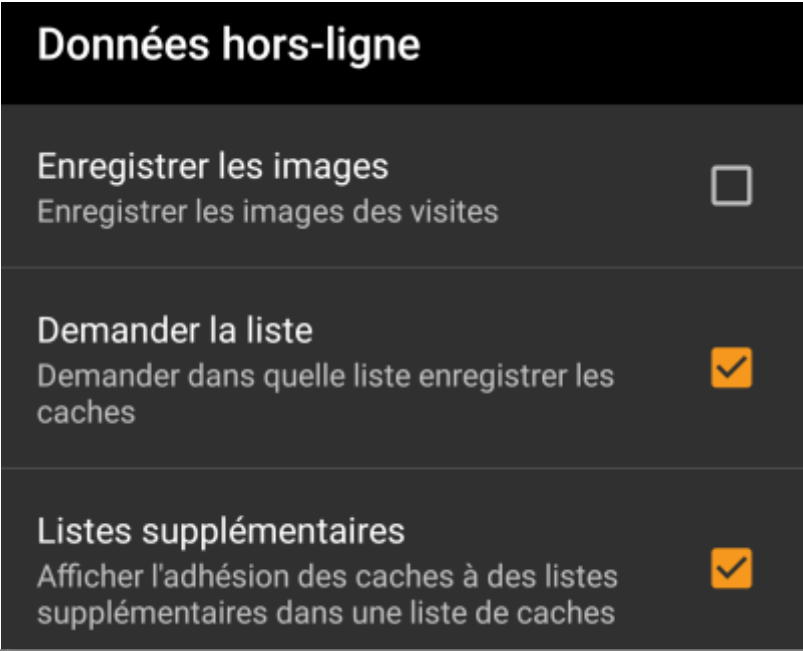 Données hors-ligne
Enregistrer les images
Enregistrer les images des visites
Demander la liste
Demander dans quelle liste enregistrer les
caches
Listes supplémentaires
Afficher l'adhésion des caches à des listes
supplémentaires dans une liste de caches